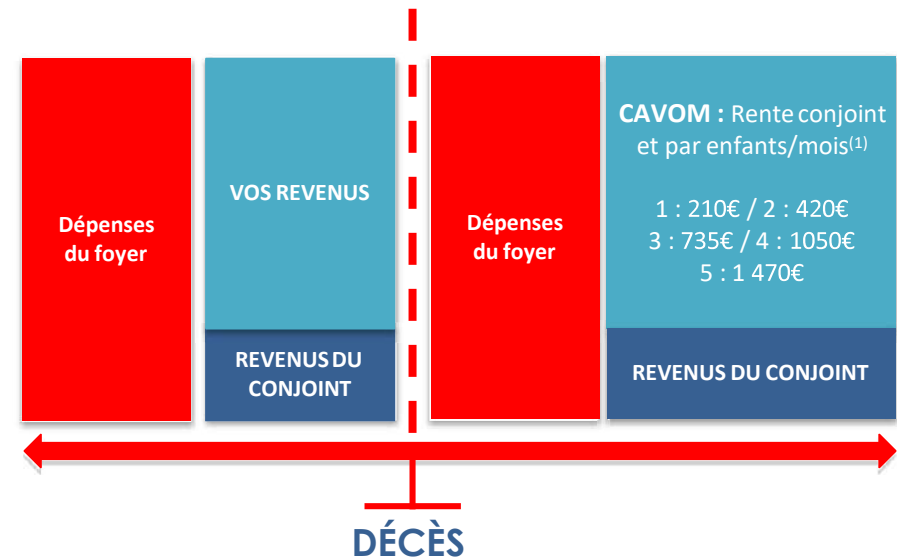 Dépenses
du foyer
VOS REVENUS
REVENUS DU
CONJOINT
Dépenses
du foyer
CAVOM : Rente conjoint
et par enfants/mois(1)
1 : 210€ / 2 : 420€
3 : 735€ / 4 : 1050€
5 : 1 470€
REVENUS DU CONJOINT
DÉCÈS